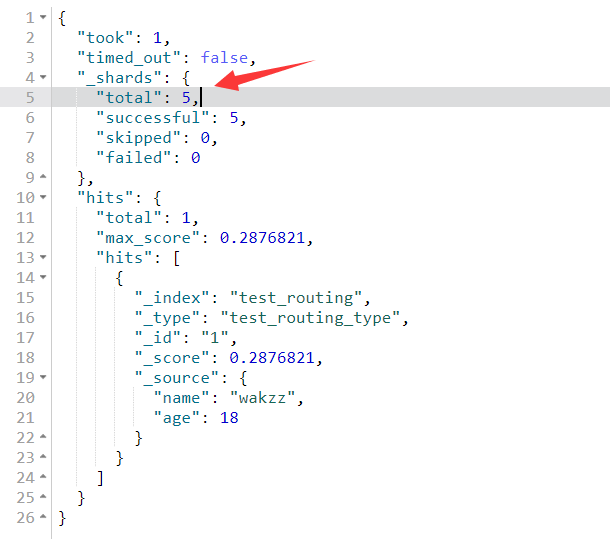 1 {
2   "took": 1,
3   "timed_out": false,
4   "_shards": {
5     "total": 5,
6     "successful": 5,
7     "skipped": 0,
8     "failed": 0
9   },
10   "hits": {
11     "total": 1,
12     "max_score": 0.2876821,
13     "hits": [
14       {
15         "_index": "test_routing",
16         "_type": "test_routing_type",
17         "_id": "1",
18         "_score": 0.2876821,
19         "_source": {
20           "name": "wakzz",
21           "age": 18
22         }
23       }
24     ]
25   }
26 }